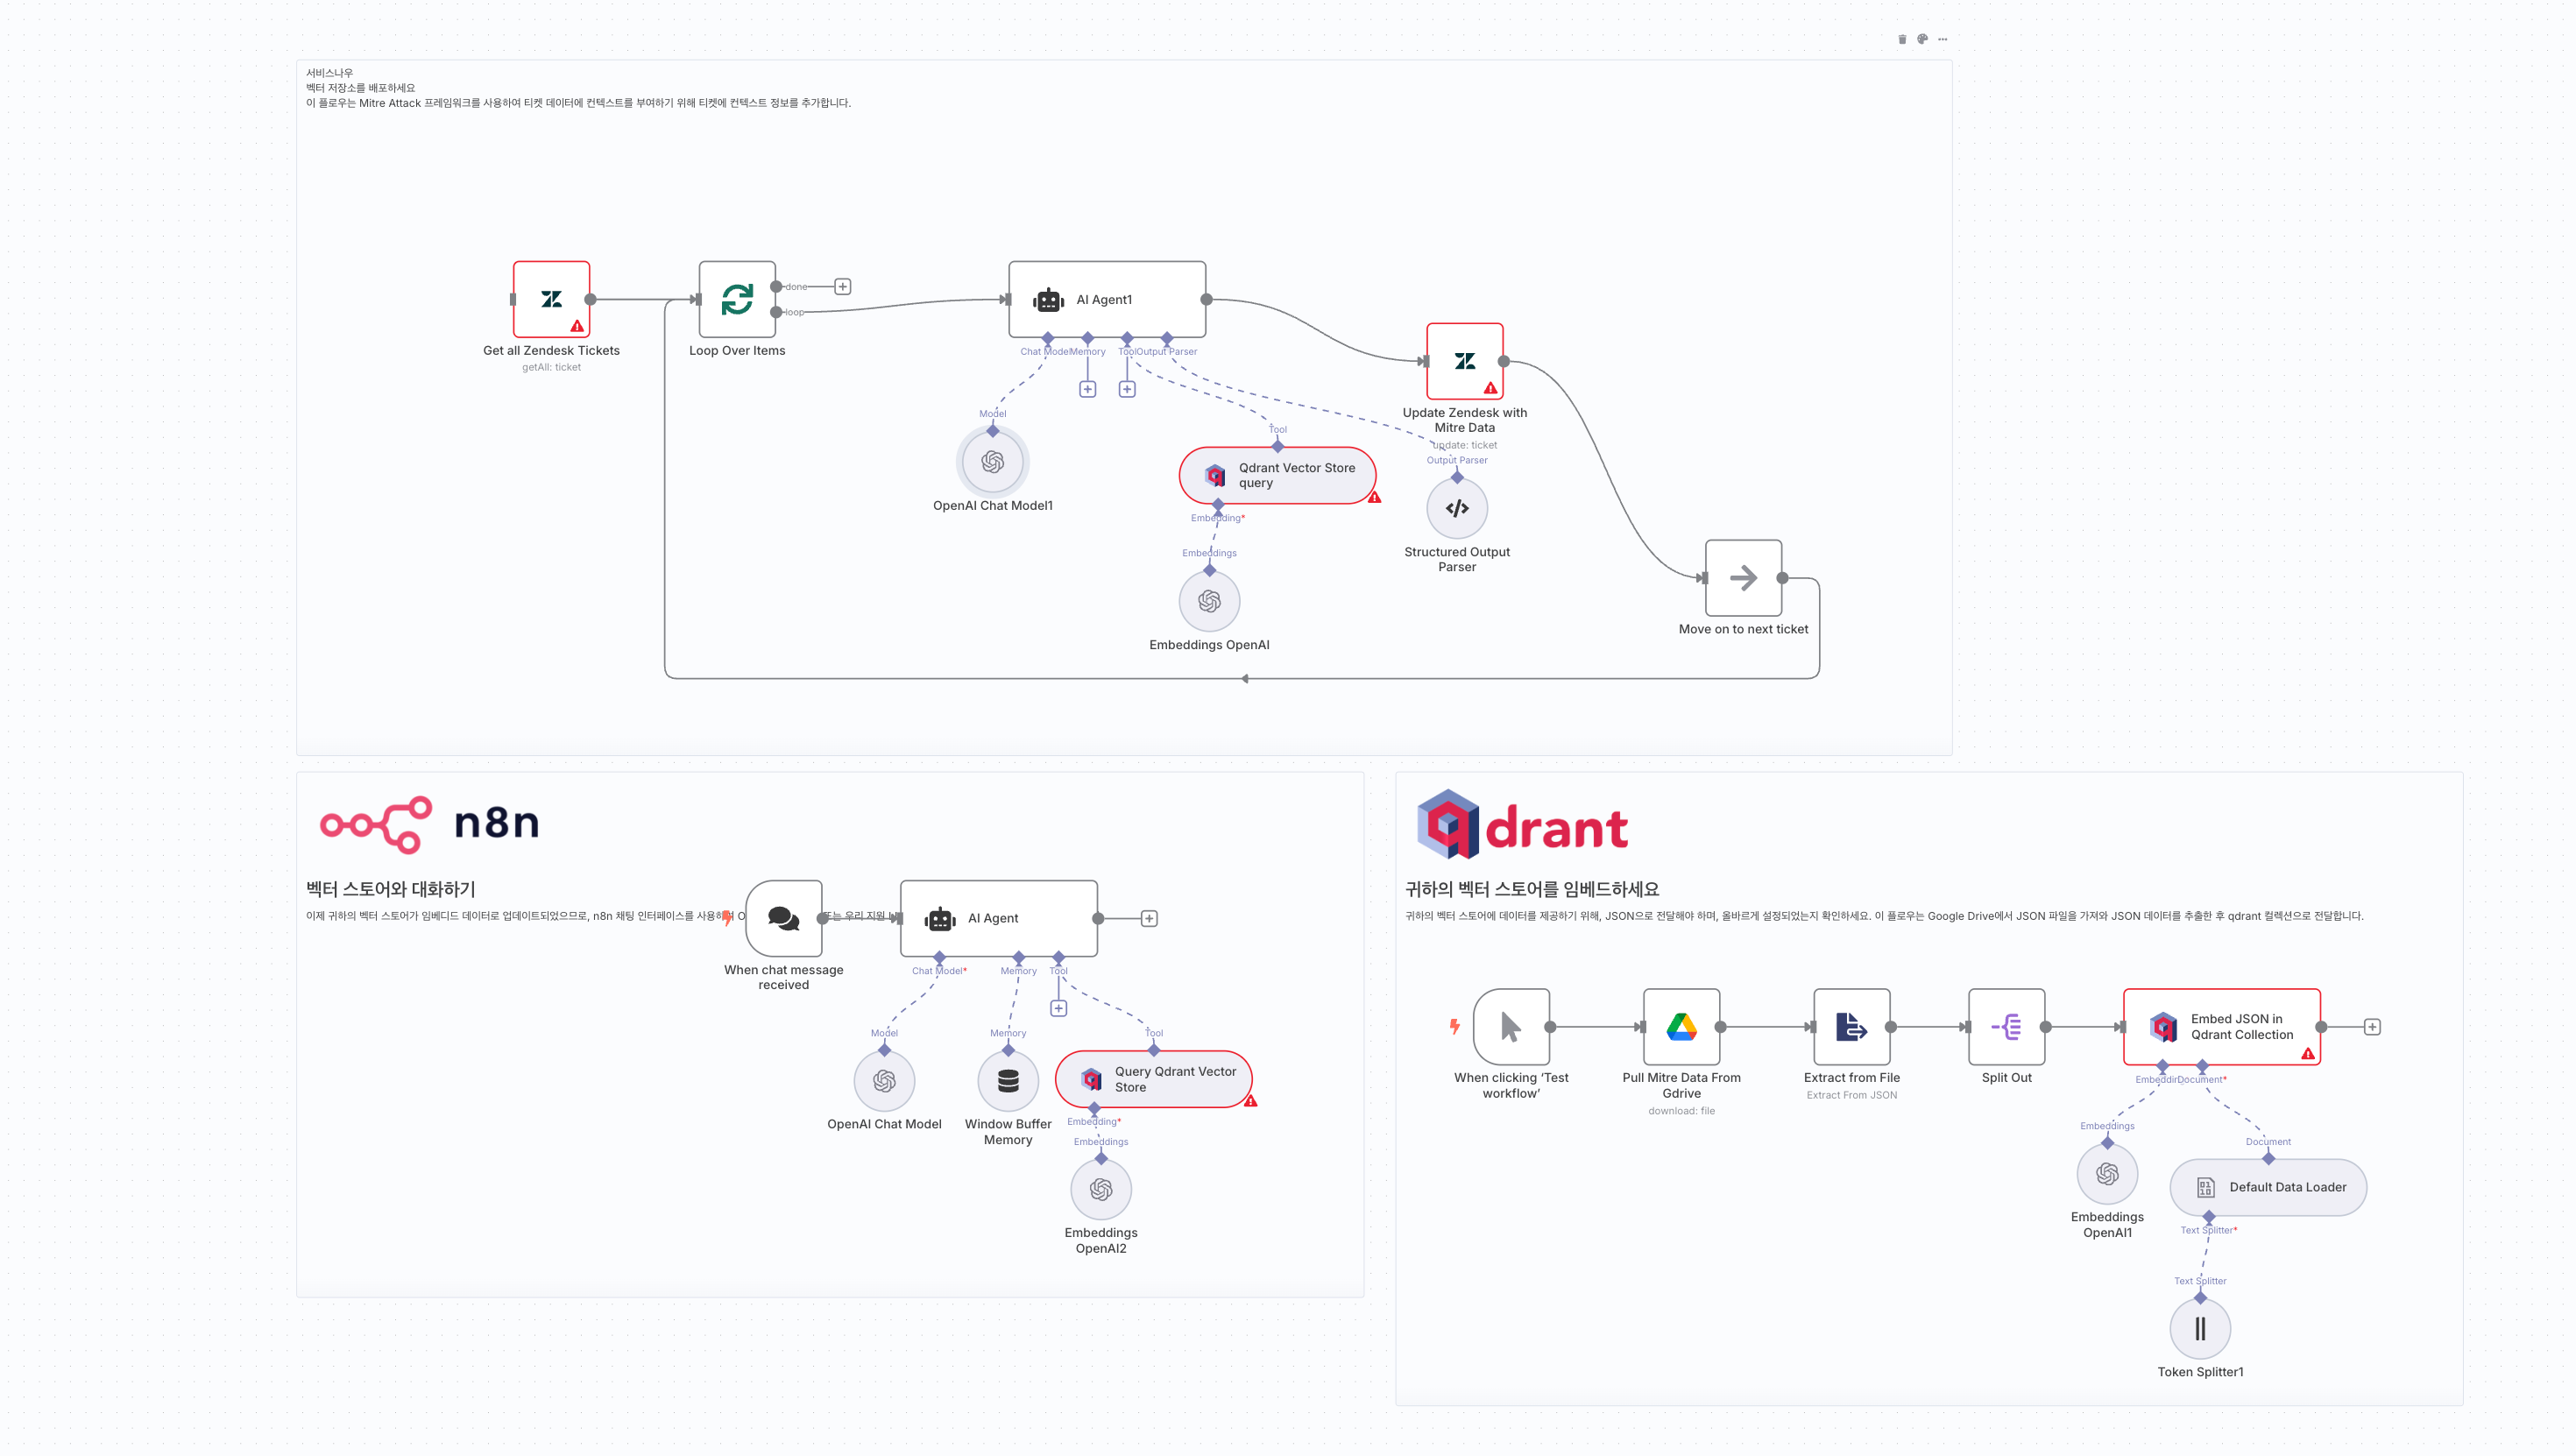 서비스나우
벡터 저장소를 배포하세요
이 플로우는 Mitre Attack 프레임워크를 사용하여 티켓 데이터에 컨텍스트를 부여하기 위해 티켓에 컨텍스트 정보를 추가합니다.
Get all Zendesk Tickets
getAll: ticket
Loop Over Items
done
loop
AI Agent1
Chat Model
Memory
Tool
Output Parser
Model
OpenAI Chat Model1
Tool
Qdrant Vector Store
query
Embedding*
Embeddings
Embeddings OpenAI
Update Zendesk with
Mitre Data
update: ticket
Output Parser
Structured Output
Parser
Move on to next ticket
n8n
벡터 스토어와 대화하기
이제 귀하의 벡터 스토어가 임베디드 데이터로 업데이트되었으므로, n8n 채팅 인터페이스를 사용하여 O
또는 우리 지원
When chat message
received
AI Agent
Chat Model*
Memory
Tool
Model
OpenAI Chat Model
Memory
Window Buffer
Memory
Tool
Query Qdrant Vector
Store
Embedding*
Embeddings
Embeddings
OpenAI2
qdrant
귀하의 벡터 스토어를 임베드하세요
귀하의 벡터 스토어에 데이터를 제공하기 위해, JSON으로 전달해야 하며, 올바르게 설정되었는지 확인하세요. 이 플로우는 Google Drive에서 JSON 파일을 가져와 JSON 데이터를 추출한 후 qdrant 컬렉션으로 전달합니다.
When clicking ‘Test
workflow’
Pull Mitre Data From
Gdrive
download: file
Extract from File
Extract From JSON
Split Out
Embed JSON in
Qdrant Collection
Document*
Embeddings
Embeddings
OpenAI1
Document
Default Data Loader
Text Splitter*
Text Splitter
Token Splitter1